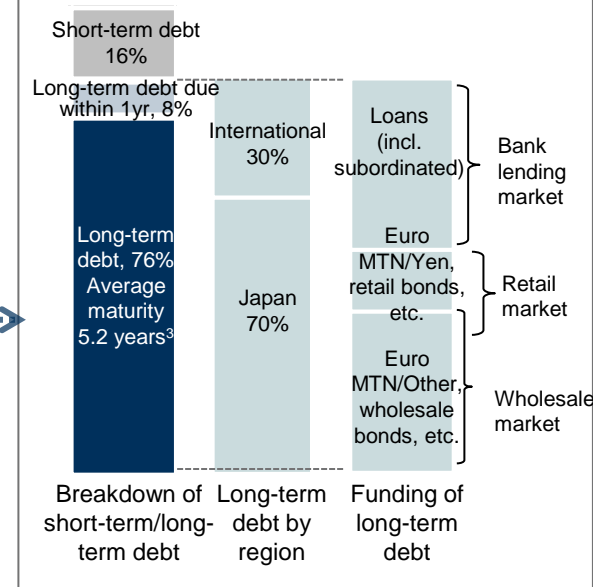 Short-term debt
16%
Long-term debt due
within 1yr, 8%
Long-term
debt, 76%
Average
maturity
5.2 years³
International
30%
Japan
70%
Loans
(incl.
subordinated)
Euro
MTN/Yen,
retail bonds,
etc.
Euro
MTN/Other,
wholesale
bonds, etc.
Bank
lending
market
Retail
market
Wholesale
market
Breakdown of
short-term/long-
term debt
Long-term
debt by
region
Funding of
long-term
debt